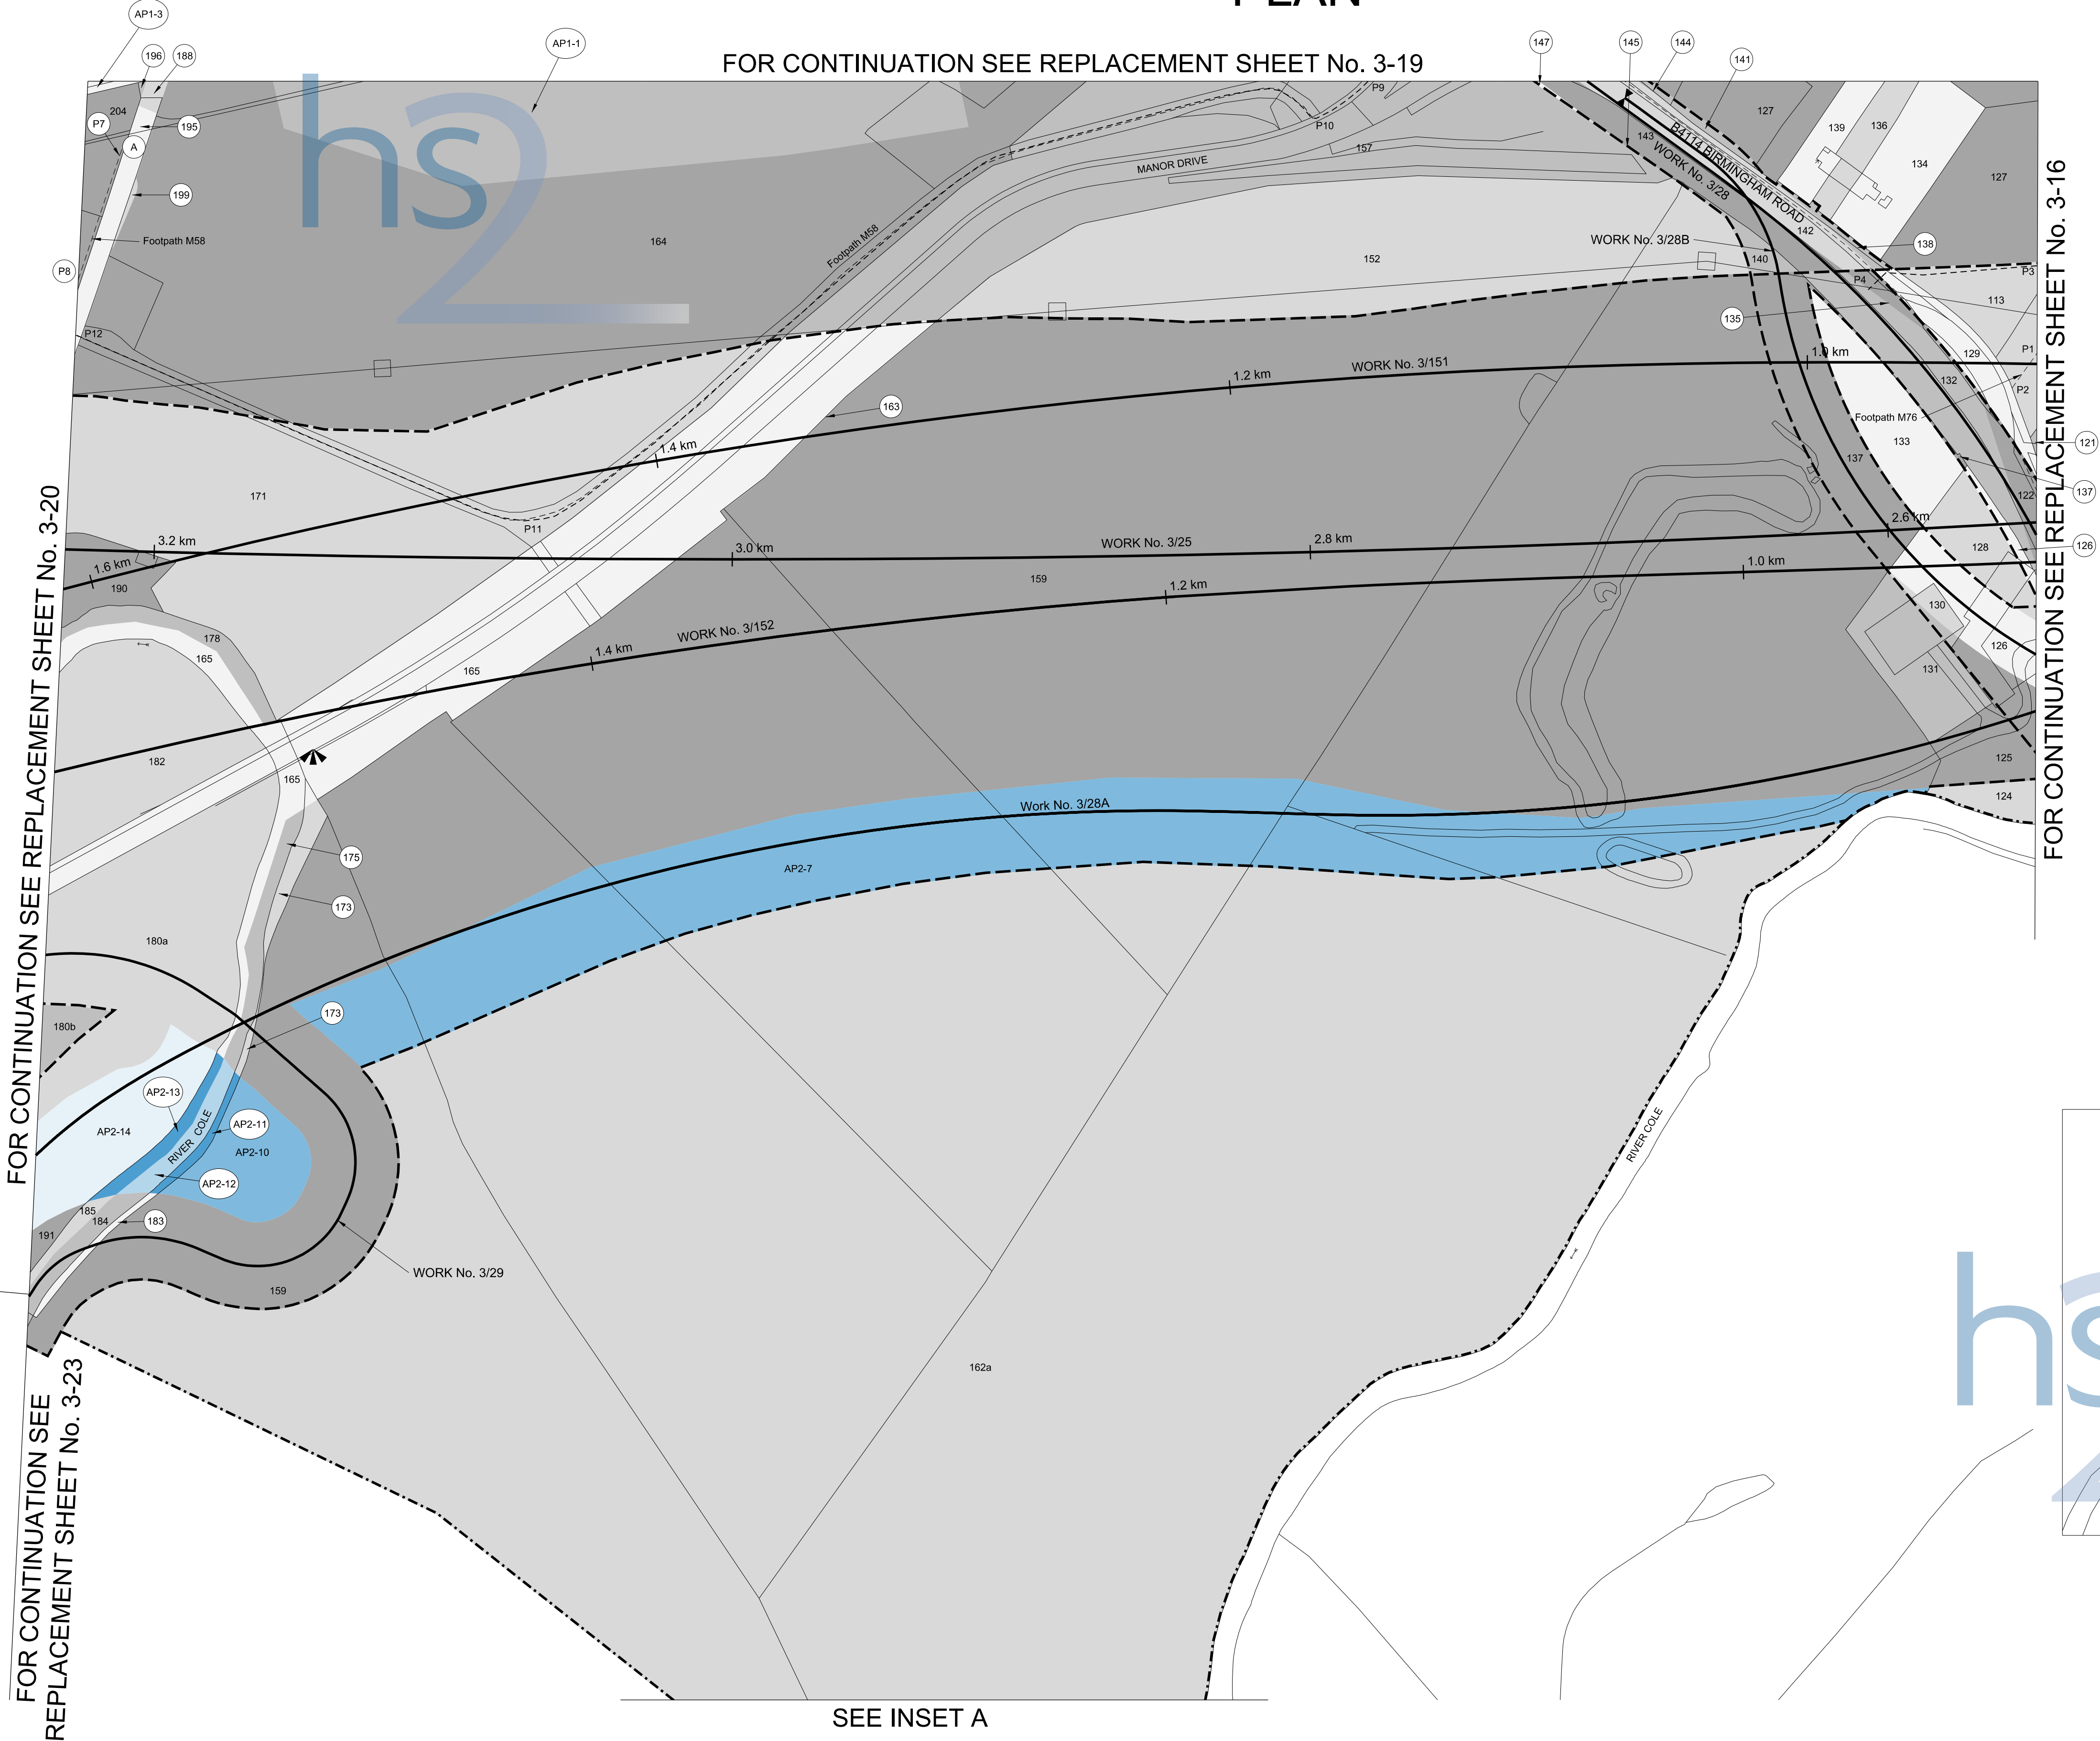 PLAN
AP1-3
196
188
AP1-1
FOR CONTINUATION SEE REPLACEMENT SHEET No. 3-19
147
145
144
141
hs2
204
P7
195
A
199
Footpath M58
P8
P12
164
Footpath M58
MANOR DRIVE
P9
P10
157
143
B4114 BIRMINGHAM ROAD
WORK No. 3/28
127
139
136
134
127
142
138
WORK No. 3/28B
140
152
P4
P3
113
135
129
P1
132
P2
Footpath M76
133
121
137
137
122
126
FOR CONTINUATION SEE REPLACEMENT SHEET No. 3-16
WORK No. 3/151
1.0 km
1.2 km
1.4 km
1.6 km
163
171
P11
FOR CONTINUATION SEE REPLACEMENT SHEET No. 3-20
3.2 km
3.0 km
WORK No. 3/25
2.8 km
2.6 km
190
159
128
1.0 km
1.2 km
WORK No. 3/152
1.4 km
130
126
131
178
165
165
182
165
125
124
Work No. 3/28A
AP2-7
175
173
180a
173
180b
AP2-13
AP2-14
RIVER COLE
AP2-11
AP2-10
AP2-12
185
184
183
191
159
WORK No. 3/29
RIVER COLE
162a
hs
2
FOR CONTINUATION SEE
REPLACEMENT SHEET No. 3-23
SEE INSET A